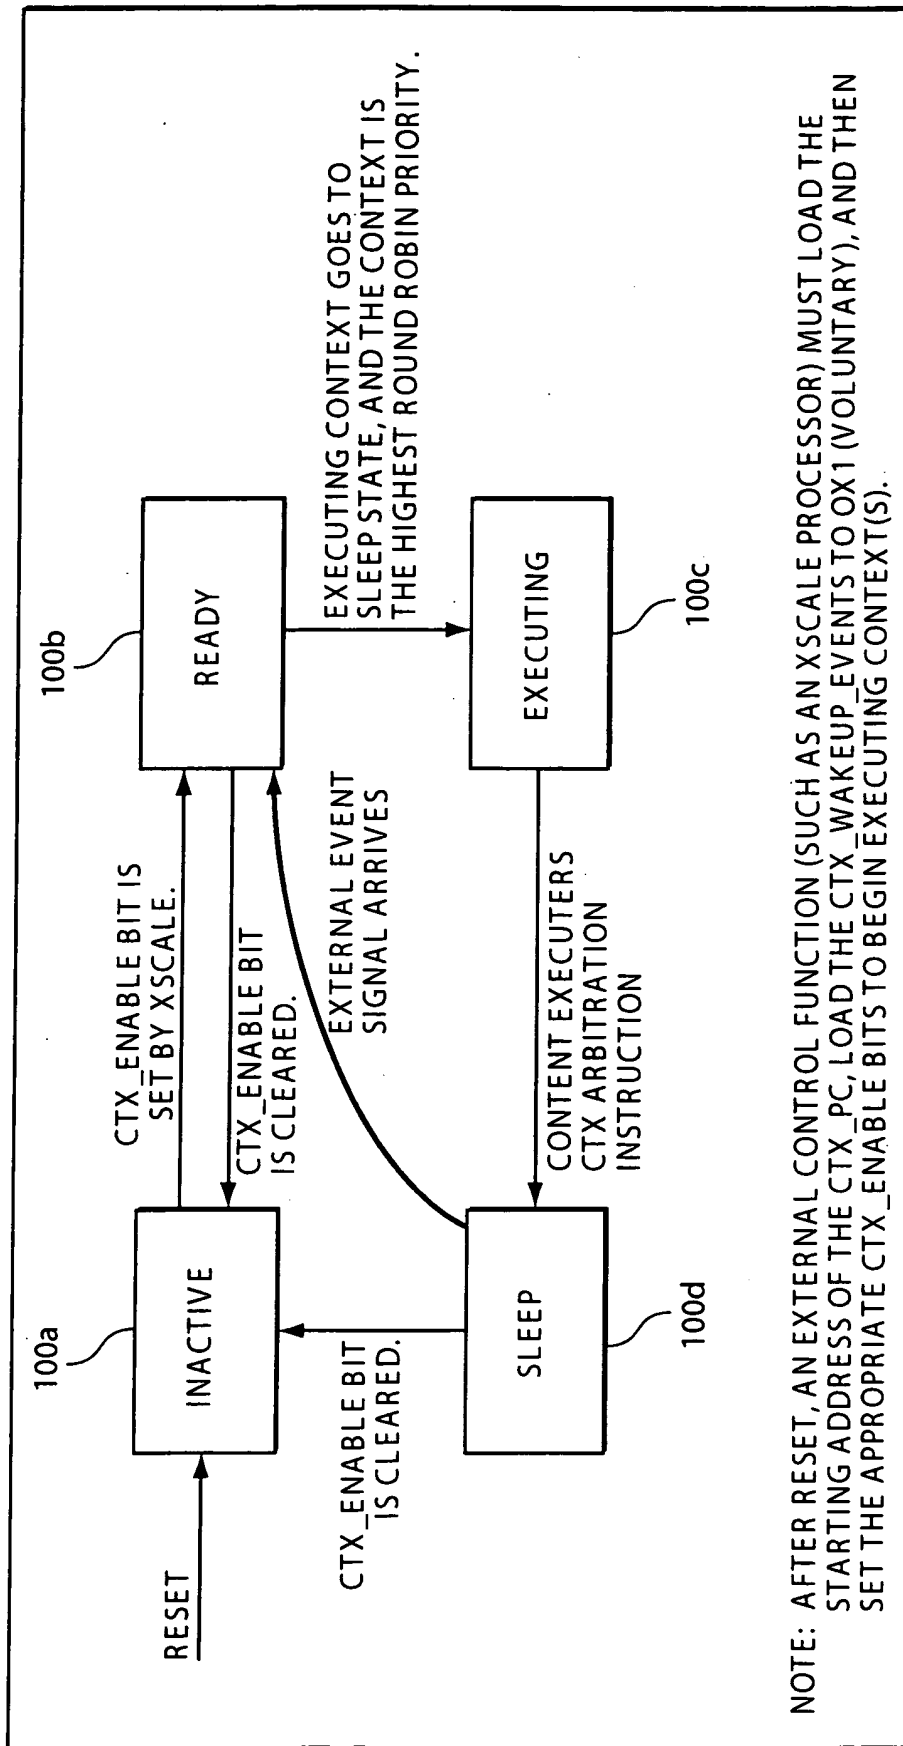 RESET
100a
INACTIVE
CTX_ENABLE BIT IS
SET BY XSCALE.
CTX_ENABLE BIT
IS CLEARED.
100b
READY
EXTERNAL EVENT
SIGNAL ARRIVES
EXECUTING CONTEXT GOES TO
SLEEP STATE, AND THE CONTEXT IS
THE HIGHEST ROUND ROBIN PRIORITY.
CTX_ENABLE BIT
IS CLEARED.
SLEEP
100d
CONTENT EXECUTERS
CTX ARBITRATION
INSTRUCTION
EXECUTING
100c
NOTE: AFTER RESET, AN EXTERNAL CONTROL FUNCTION (SUCH AS AN XSCALE PROCESSOR) MUST LOAD THE
STARTING ADDRESS OF THE CTX_PC, LOAD THE CTX_WAKEUP_EVENTS TO OX1 (VOLUNTARY), AND THEN
SET THE APPROPRIATE CTX_ENABLE BITS TO BEGIN EXECUTING CONTEXT(S).